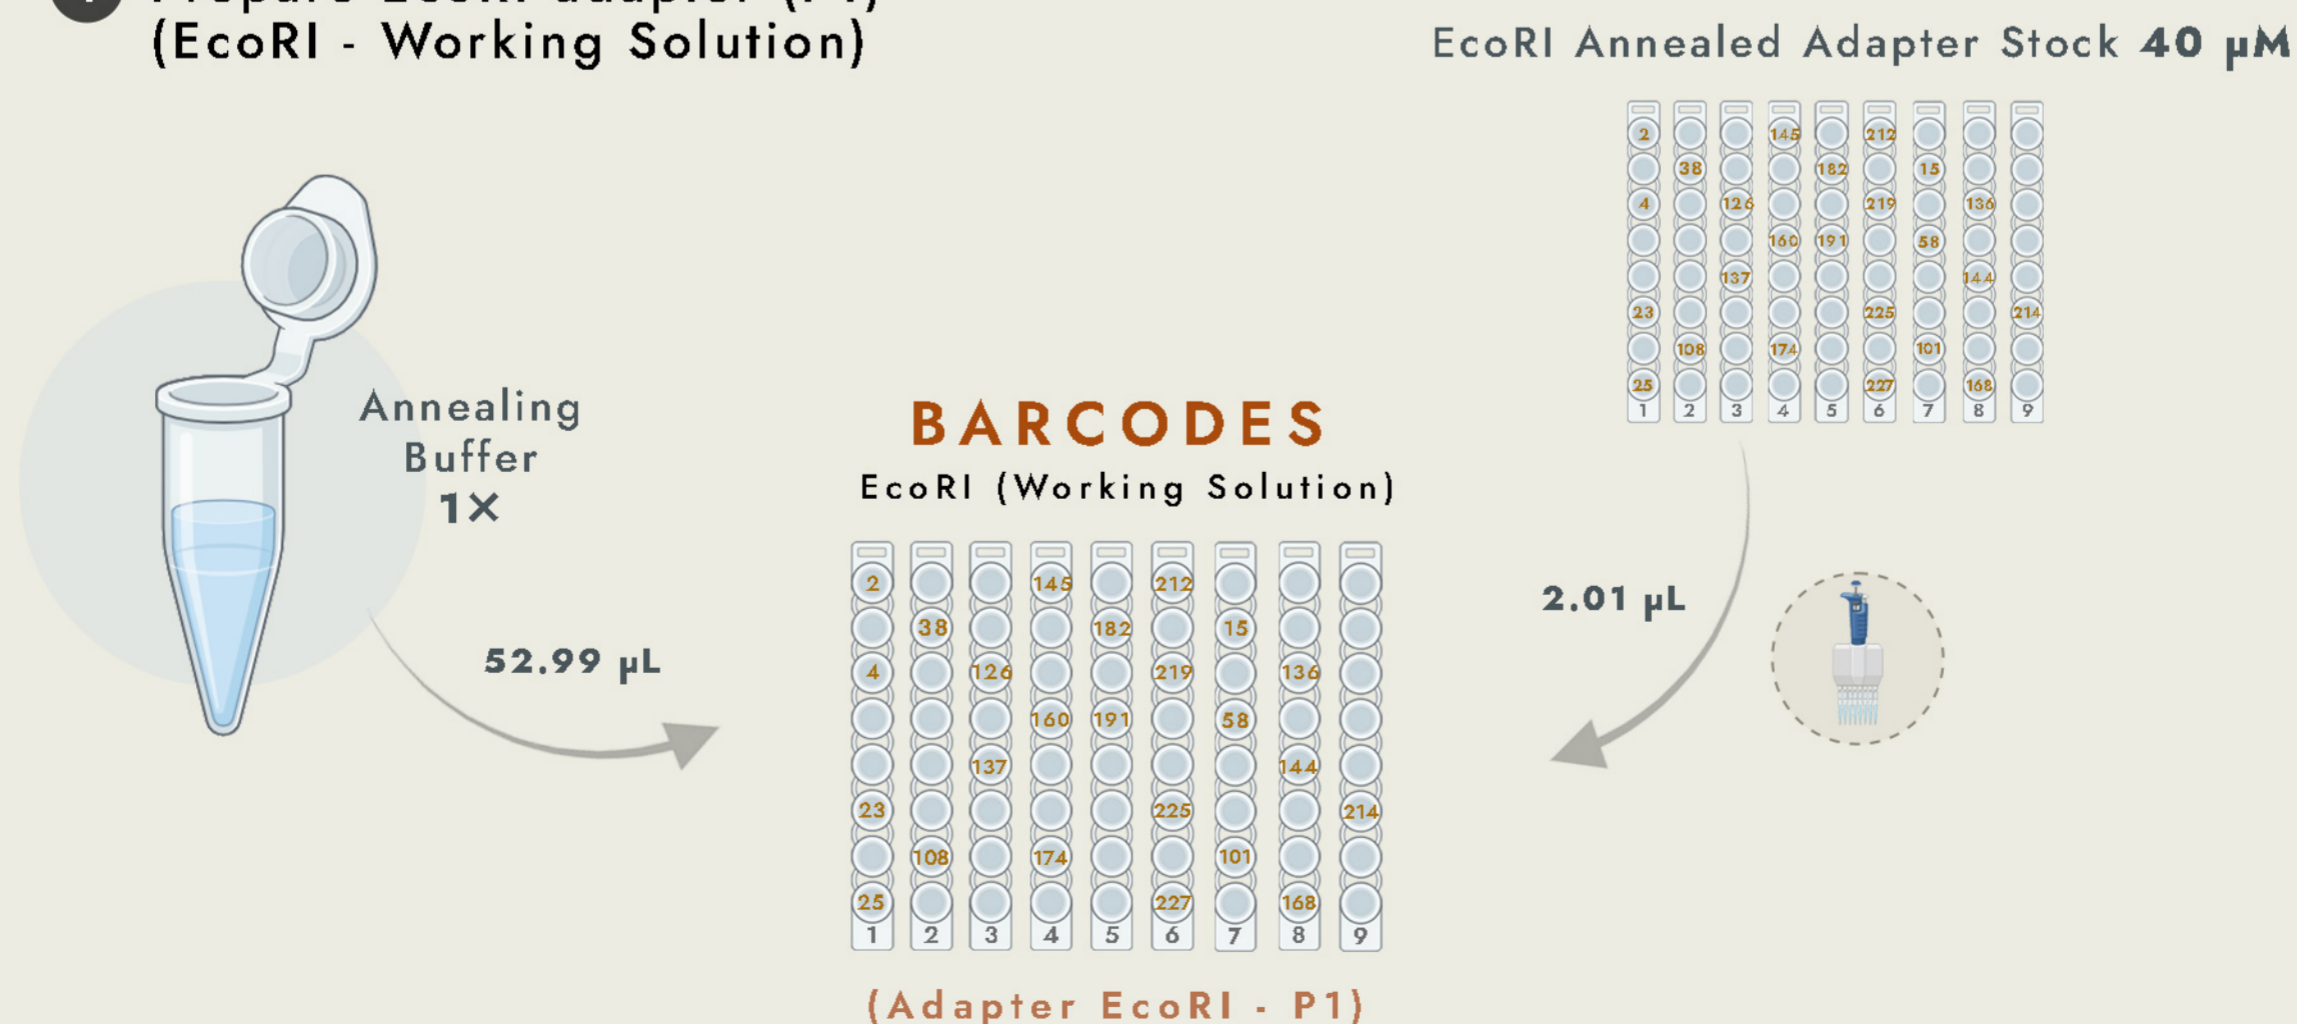 (EcoRI - Working Solution)
EcoRI Annealed Adapter Stock 40 µM
2 145 212
38 182 15
4 126 219 136
160 191 58
137 144
23 225 214
108 174 101
25 227 168
1 2 3 4 5 6 7 8 9
Annealing
Buffer
1X
52.99 µL
BARCODES
EcoRI (Working Solution)
2 145 212
38 182 15
4 126 219 136
160 191 58
137 144
23 225 214
108 174 101
25 227 168
1 2 3 4 5 6 7 8 9
(Adapter EcoRI - P1)
2.01 µL